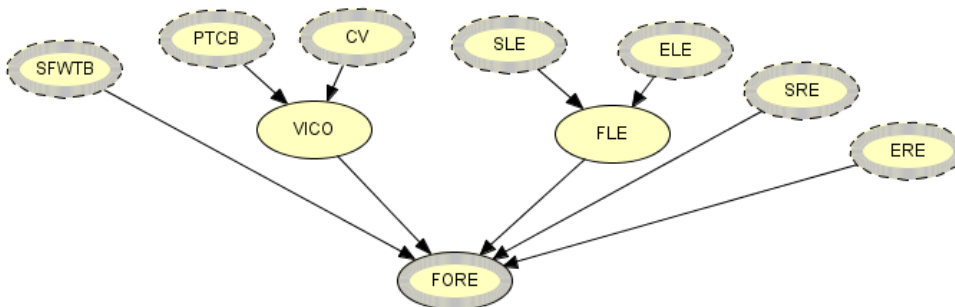 PTCB
CV
SLE
ELE
SFWTB
SRE
VICO
FLE
ERE
FORE